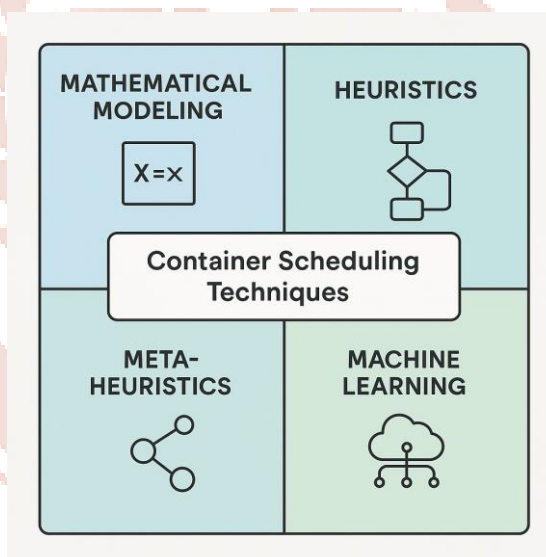 MATHEMATICAL
MODELING
X=x
HEURISTICS
Container Scheduling
Techniques
META-
HEURISTICS
MACHINE
LEARNING